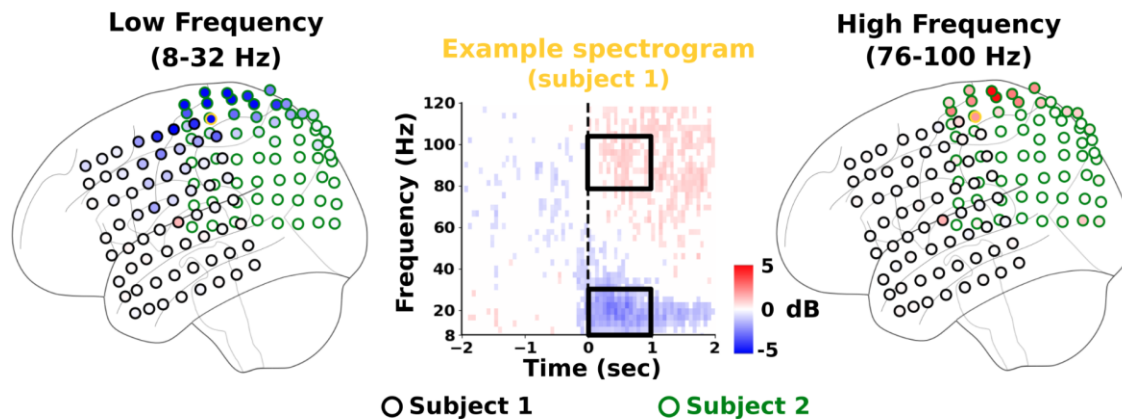 Low Frequency
(8-32 Hz)
Example spectrogram
(subject 1)
High Frequency
(76-100 Hz)
Frequency (Hz)
120
100
80
60
40
20
8
−2
−1
0
1
2
Time (sec)
5
0
-5
dB
Subject 1
Subject 2